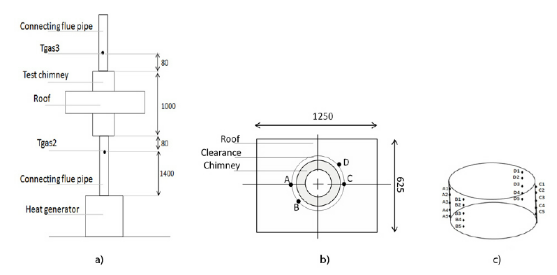 Connecting flue pipe
Tgas3
80
Test chimney
Roof
1000
Tgas2
80
1400
Connecting flue pipe
Heat generator
a)
1250
Roof
Clearance
Chimney
A
B
C
D
625
b)
D1
D2
D3
D4
D5
A1
A2
A3
A4
A5
B1
B2
B3
B4
B5
C1
C2
C3
C4
C5
c)